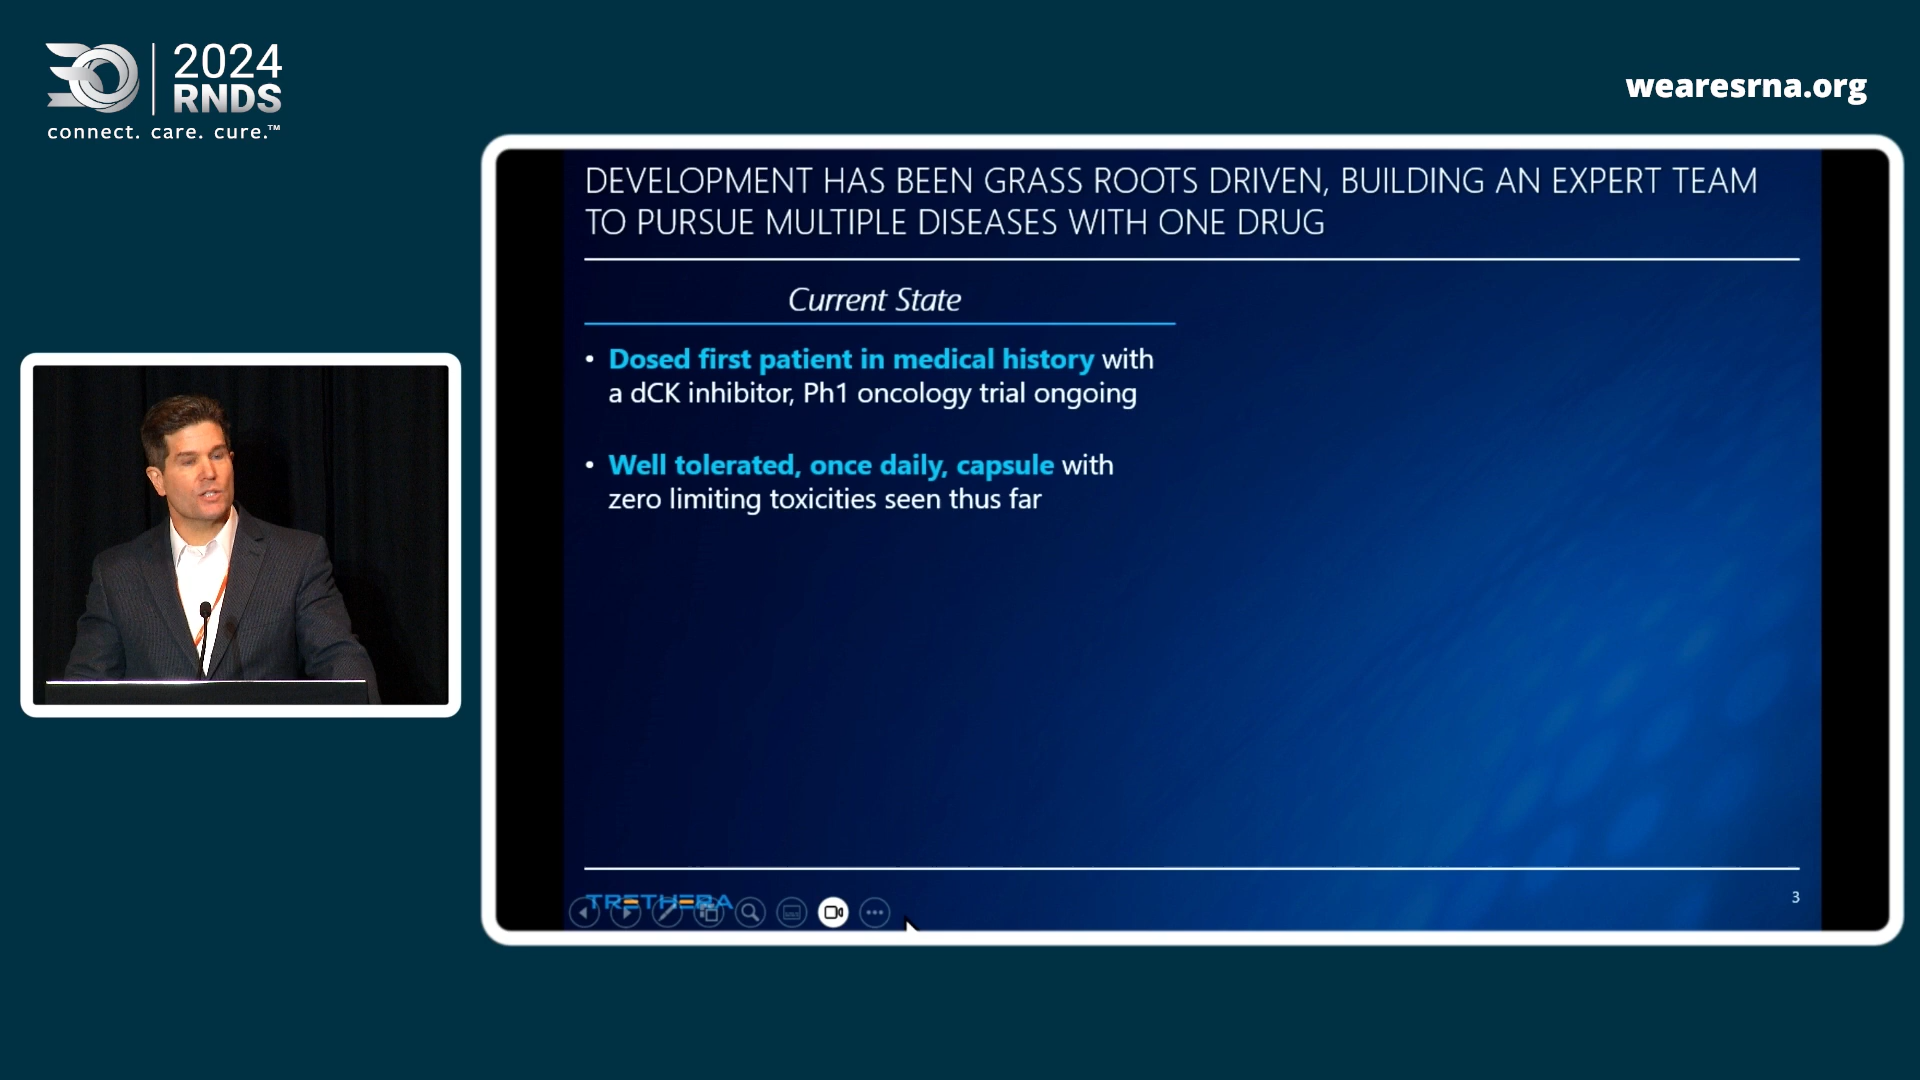 2024
RNDS
connect. care. cure.™
wearesrna.org
DEVELOPMENT HAS BEEN GRASS ROOTS DRIVEN, BUILDING AN EXPERT TEAM
TO PURSUE MULTIPLE DISEASES WITH ONE DRUG
Current State
• Dosed first patient in medical history with
a dCK inhibitor, Ph1 oncology trial ongoing
• Well tolerated, once daily, capsule with
zero limiting toxicities seen thus far
TRETHERA
3